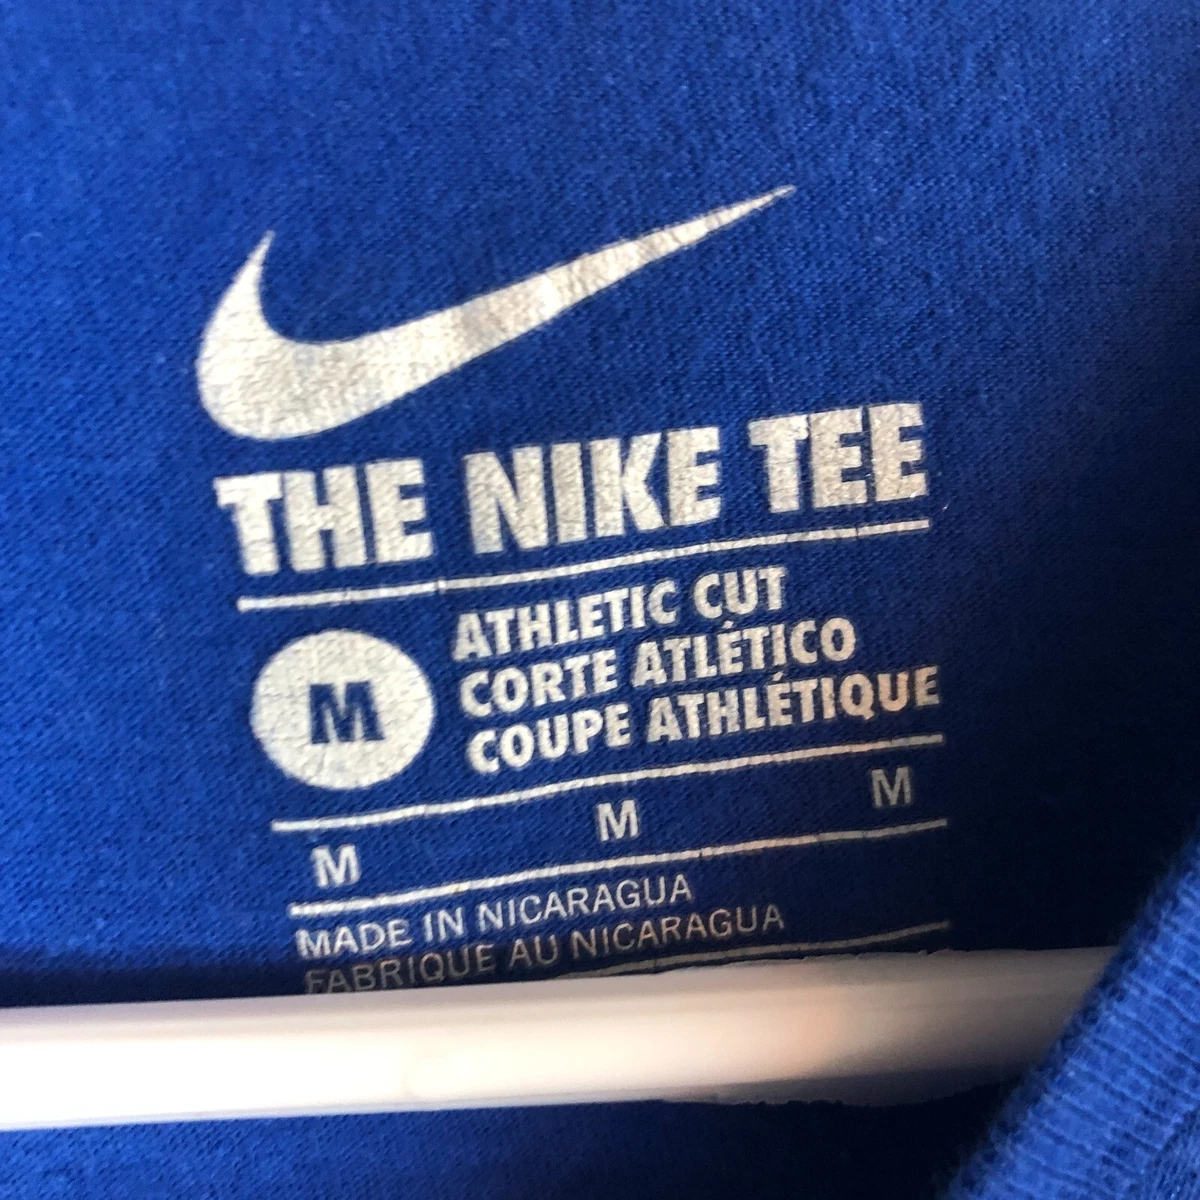 THE NIKE TEE
M
ATHLETIC CUT
CORTE ATLÉTICO
COUPE ATHLÉTIQUE
M M M
MADE IN NICARAGUA
FABRIQUE AU NICARAGUA